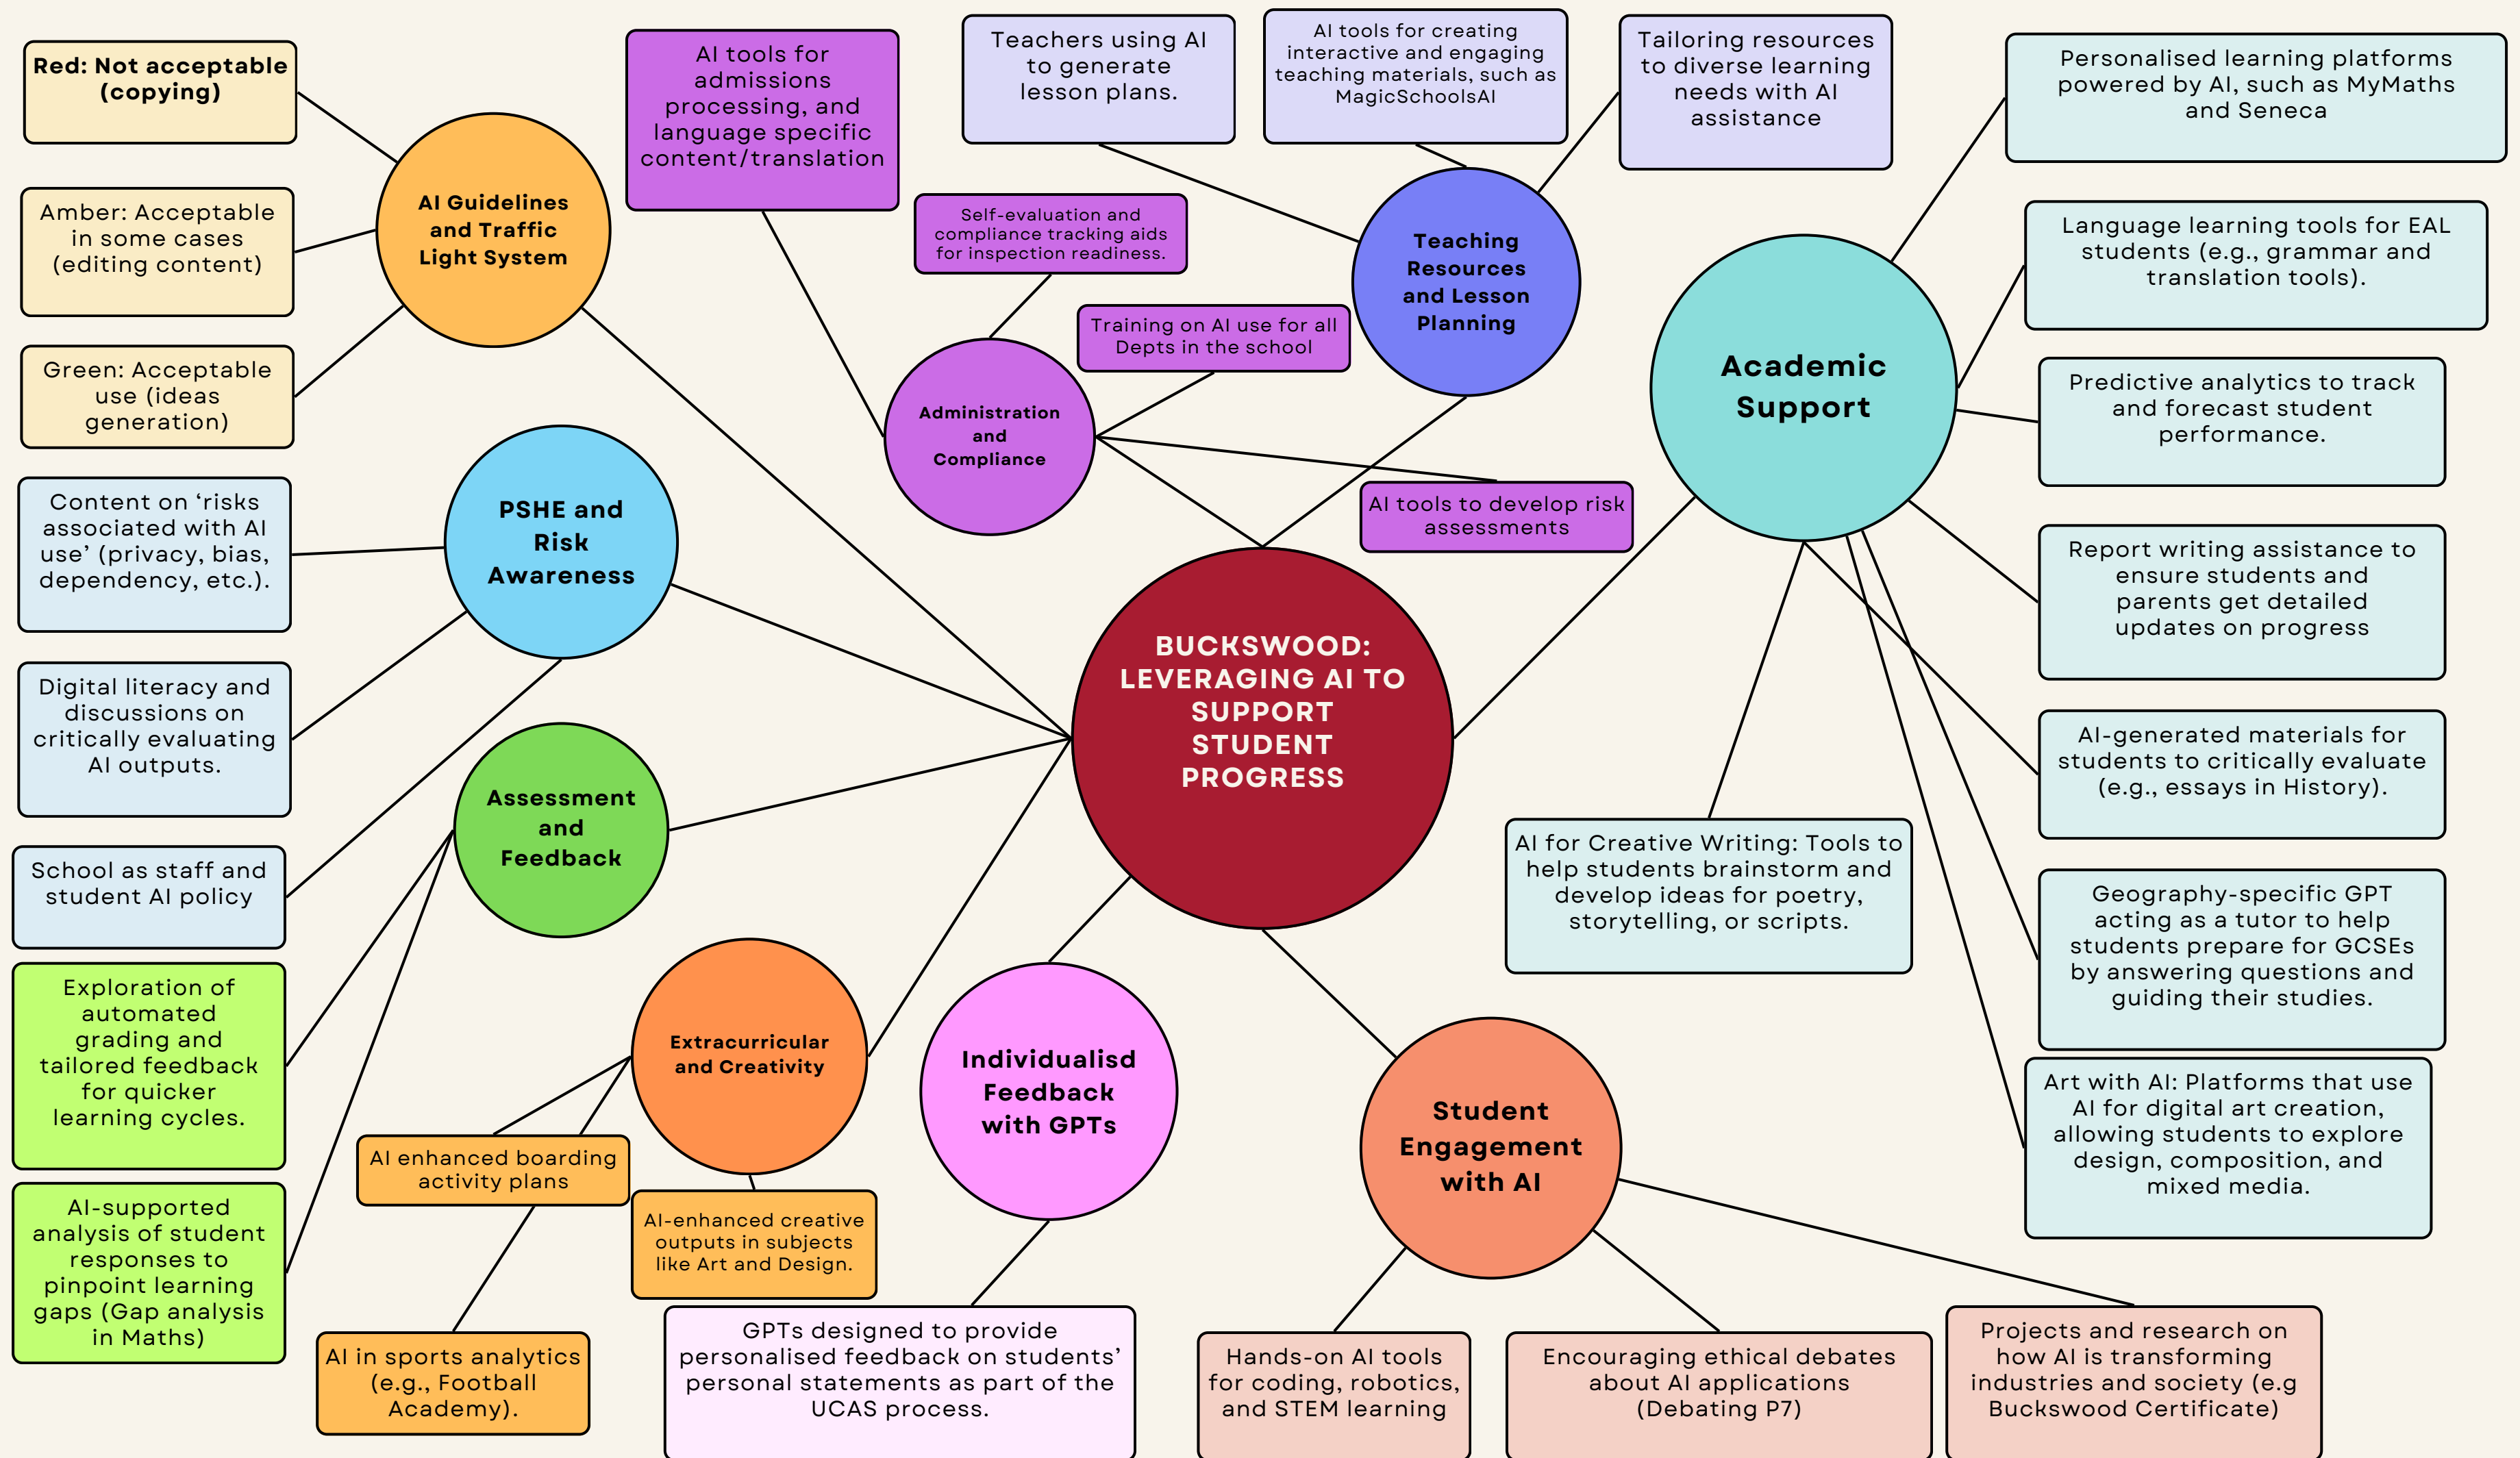 Red: Not acceptable
(copying)
Amber: Acceptable
in some cases
(editing content)
Green: Acceptable
use (ideas
generation)
AI Guidelines
and Traffic
Light System
AI tools for
admissions
processing, and
language specific
content/translation
Self-evaluation and
compliance tracking aids
for inspection readiness.
Training on AI use for all
Depts in the school
Administration
and
Compliance
AI tools to develop risk
assessments
Teachers using AI
to generate
lesson plans.
AI tools for creating
interactive and engaging
teaching materials, such as
MagicSchoolsAI
Tailoring resources
to diverse learning
needs with AI
assistance
Teaching
Resources
and Lesson
Planning
Personalised learning platforms
powered by AI, such as MyMaths
and Seneca
Language learning tools for EAL
students (e.g., grammar and
translation tools).
Predictive analytics to track
and forecast student
performance.
Academic
Support
Report writing assistance to
ensure students and
parents get detailed
updates on progress
AI-generated materials for
students to critically evaluate
(e.g., essays in History).
Geography-specific GPT
acting as a tutor to help
students prepare for GCSEs
by answering questions and
guiding their studies.
Art with AI: Platforms that use
AI for digital art creation,
allowing students to explore
design, composition, and
mixed media.
AI for Creative Writing: Tools to
help students brainstorm and
develop ideas for poetry,
storytelling, or scripts.
BUCKSWOOD:
LEVERAGING AI TO
SUPPORT
STUDENT
PROGRESS
PSHE and
Risk
Awareness
Content on ‘risks
associated with AI
use’ (privacy, bias,
dependency, etc.).
Digital literacy and
discussions on
critically evaluating
AI outputs.
School as staff and
student AI policy
Assessment
and
Feedback
Exploration of
automated
grading and
tailored feedback
for quicker
learning cycles.
AI-supported
analysis of student
responses to
pinpoint learning
gaps (Gap analysis
in Maths)
Extracurricular
and Creativity
AI enhanced boarding
activity plans
AI-enhanced creative
outputs in subjects
like Art and Design.
AI in sports analytics
(e.g., Football
Academy).
Individualisd
Feedback
with GPTs
GPTs designed to provide
personalised feedback on students’
personal statements as part of the
UCAS process.
Student
Engagement
with AI
Hands-on AI tools
for coding, robotics,
and STEM learning
Encouraging ethical debates
about AI applications
(Debating P7)
Projects and research on
how AI is transforming
industries and society (e.g
Buckswood Certificate)